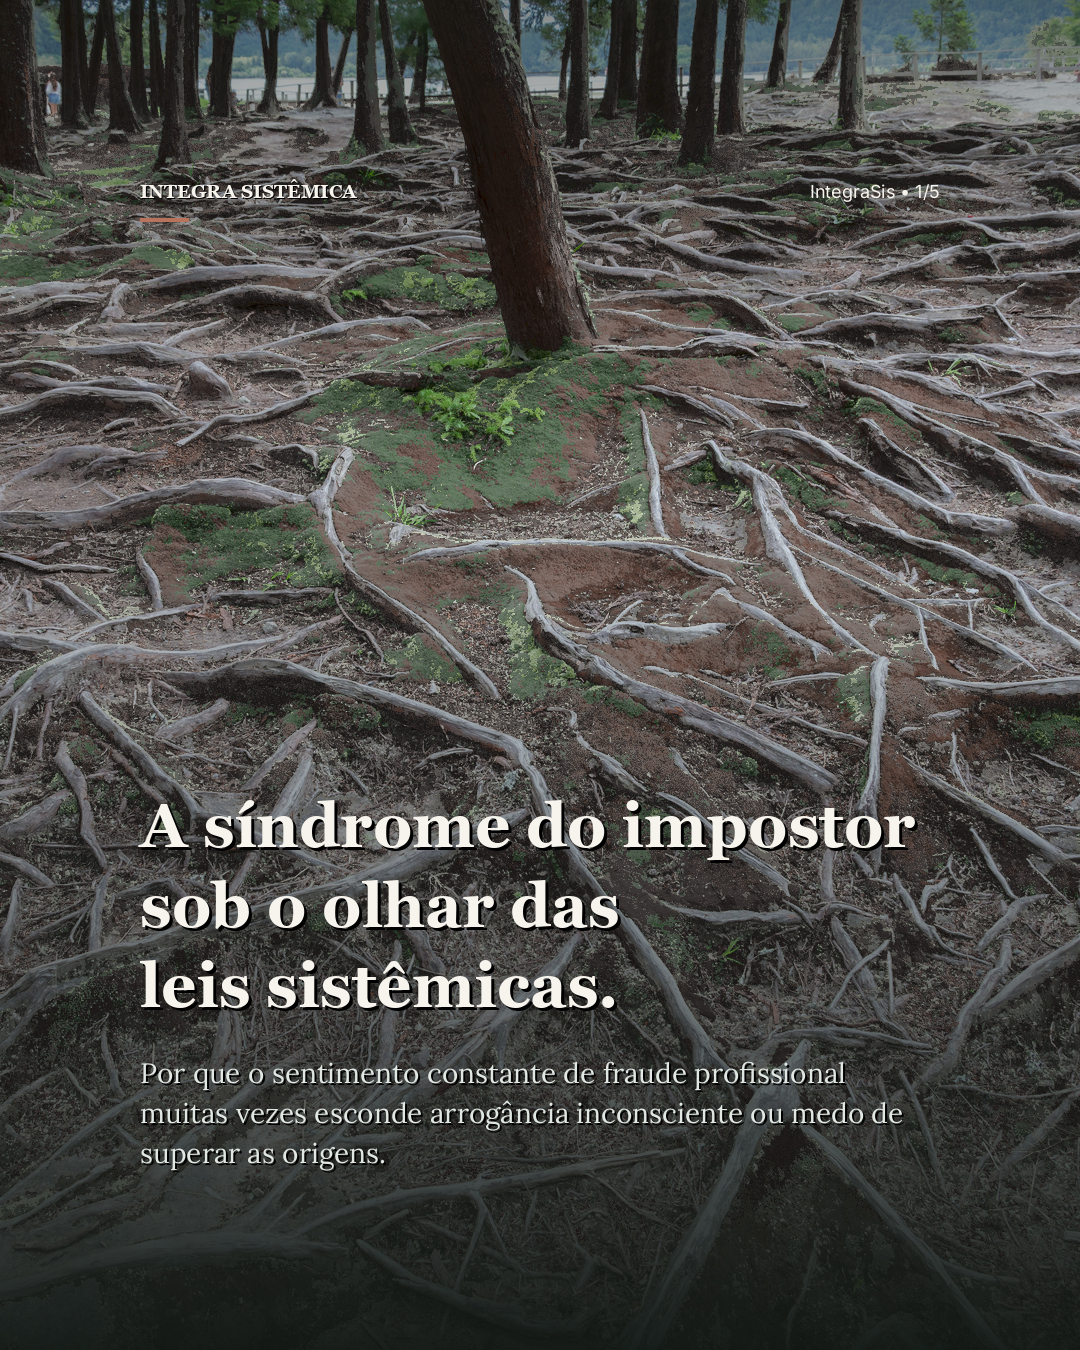 INTEGRA SISTÊMICA
IntegraSis • 1/5
A síndrome do impostor
sob o olhar das
leis sistêmicas.
Por que o sentimento constante de fraude profissional
muitas vezes esconde arrogância inconsciente ou medo de
superar as origens.